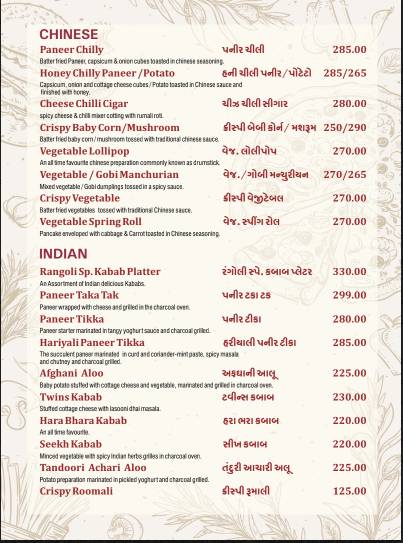 CHINESE
Paneer Chilly પનીર ચીલી 285.00
Batter fried Paneer, capsicum & onion cubes toasted in chinese seasoning.
Honey Chilly Paneer /Potato હની ચીલી પનીર/પોટેટો 285/265
Capsicum, onion and cottage cheese cubes / Potato toasted in Chinese sauce and
finished with honey.
Cheese Chilli Cigar ચીઝ ચીલી સીગાર 280.00
spicy cheese & chilli mixer cotting with rumali roti.
Crispy Baby Corn/Mushroom ક્રીસ્પી બેબી કોર્ન/ મશરૂમ 250/290
Batter fried baby corn / mushroom tossed with traditional chinese sauce.
Vegetable Lollipop વેજ. લોલીપોપ 270.00
An all time favourite chinese preparation commonly known as drumstick.
Vegetable / Gobi Manchurian વેજ./ગોબી મન્ચુરીયન 270/265
Mixed vegetable / Gobi dumplings tossed in a spicy sauce.
Crispy Vegetable ક્રીસ્પી વેજીટેબલ 270.00
Batter fried vegetables tossed with traditional Chinese sauce.
Vegetable Spring Roll વેજ. સ્પ્રીંગ રોલ 270.00
Pancake enveloped with cabbage & Carrot toasted in Chinese seasoning.
INDIAN
Rangoli Sp. Kabab Platter રંગોલી સ્પે. કબાબ પ્લેટર 330.00
An Assortment of Indian delicious Kababs.
Paneer Taka Tak પનીર ટકા ટક 299.00
Paneer wrapped with cheese and grilled in the charcoal oven.
Paneer Tikka પનીર ટીકા 280.00
Paneer starter marinated in tangy yoghurt sauce and charcoal grilled.
Hariyali Paneer Tikka હરીયાલી પનીર ટીકા 285.00
The succulent paneer marinated in curd and coriander-mint paste, spicy masala
and chutney and charcoal grilled.
Afghani Aloo અફઘાની આલૂ 225.00
Baby potato stuffed with cottage cheese and vegetable, marinated and grilled in charcoal oven.
Twins Kabab ટવીન્સ કબાબ 230.00
Stuffed cottage cheese with lasooni dhai masala.
Hara Bhara Kabab હરા ભરા કબાબ 220.00
An all time favourite.
Seekh Kabab સીખ કબાબ 220.00
Minced vegetable with spicy Indian herbs grilles in charcoal oven.
Tandoori Achari Aloo તંદુરી આચારી અલૂ 225.00
Potato preparation marinated in pickled yoghurt and charcoal grilled.
Crispy Roomali ક્રીસ્પી રૂમાલી 125.00